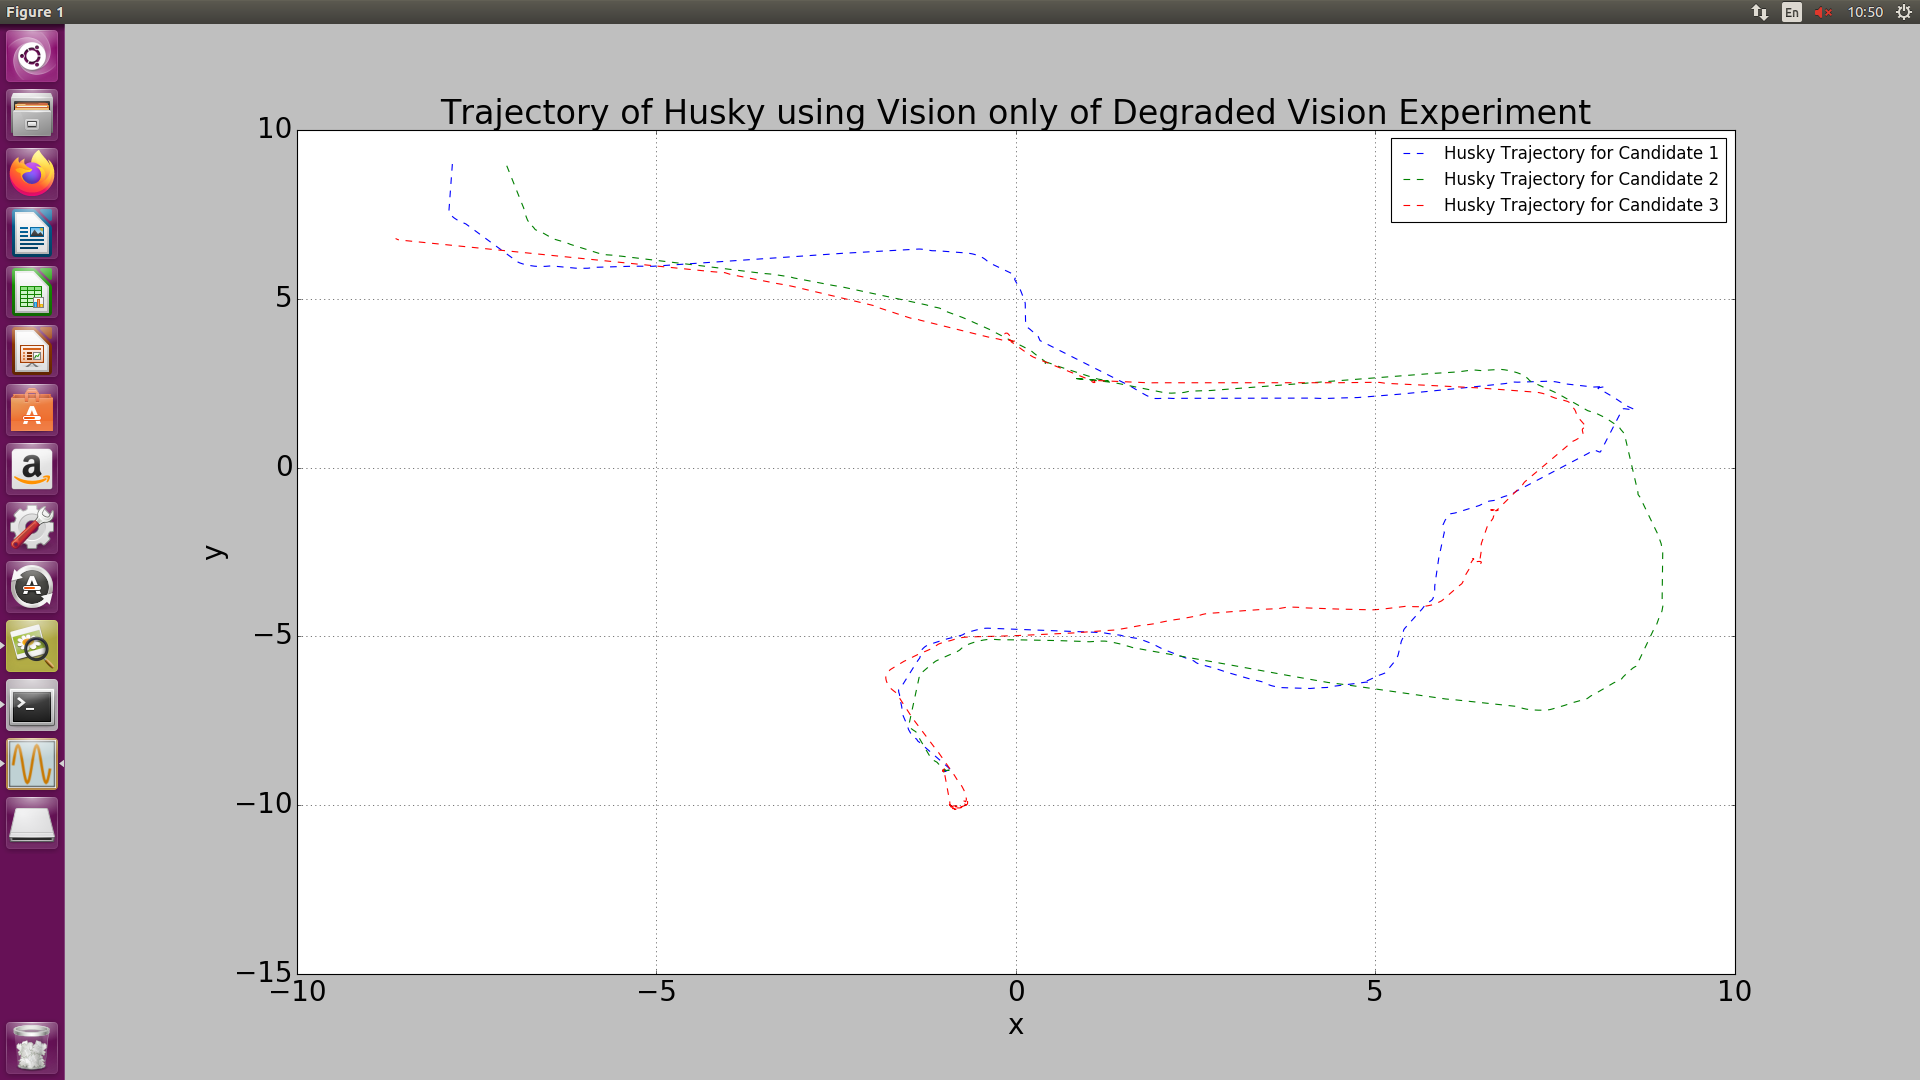 Figure 1
En
10:50
Trajectory of Husky using Vision only of Degraded Vision Experiment
Husky Trajectory for Candidate 1
Husky Trajectory for Candidate 2
Husky Trajectory for Candidate 3
10
5
0
−5
−10
−15
y
−10
−5
0
5
10
x